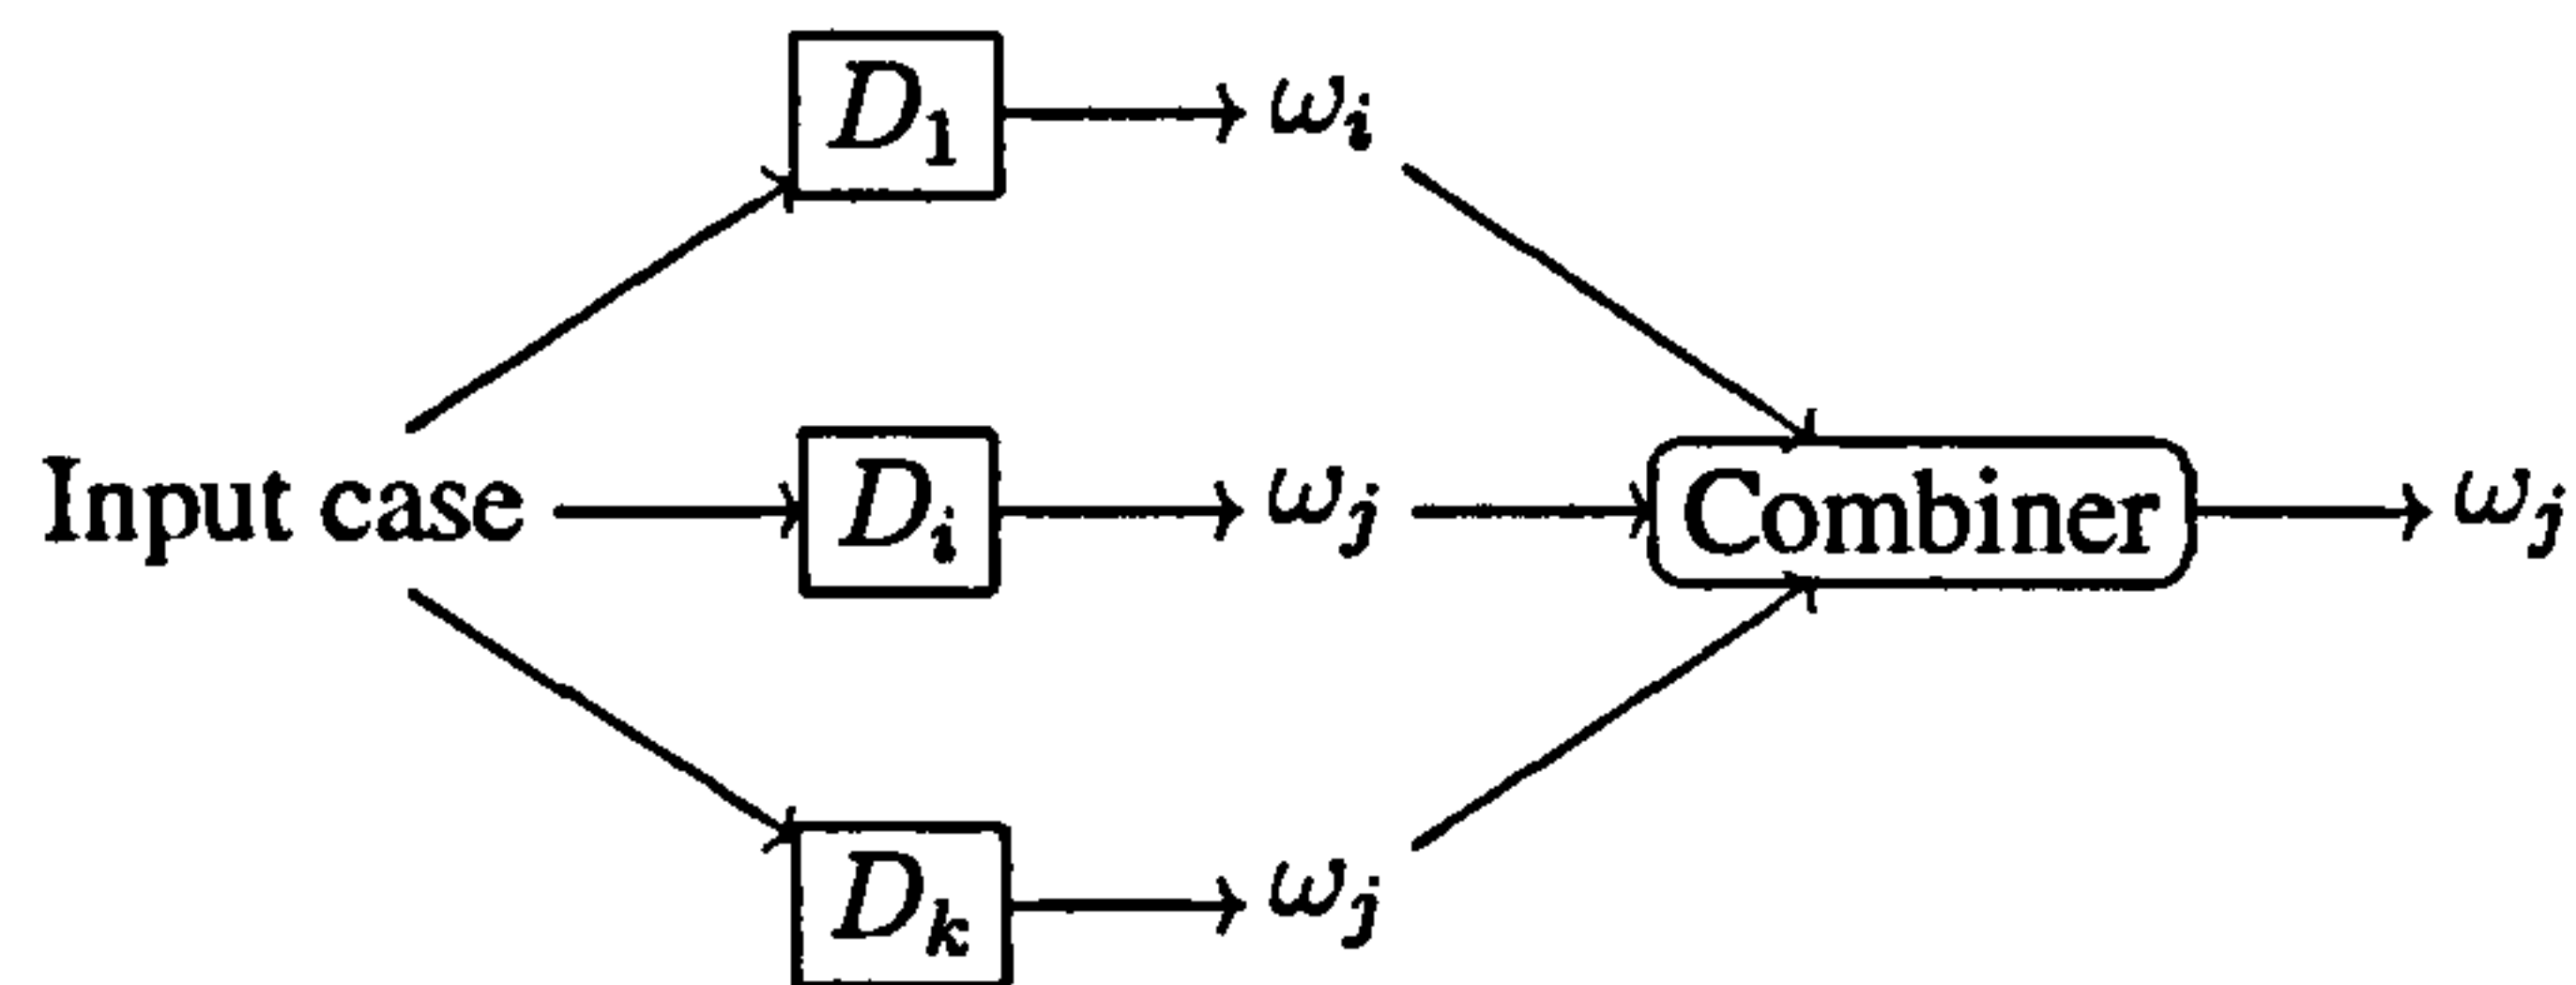 D₁ ωᵢ
Input case Dᵢ ωⱼ Combiner ωⱼ
Dₖ ωⱼ